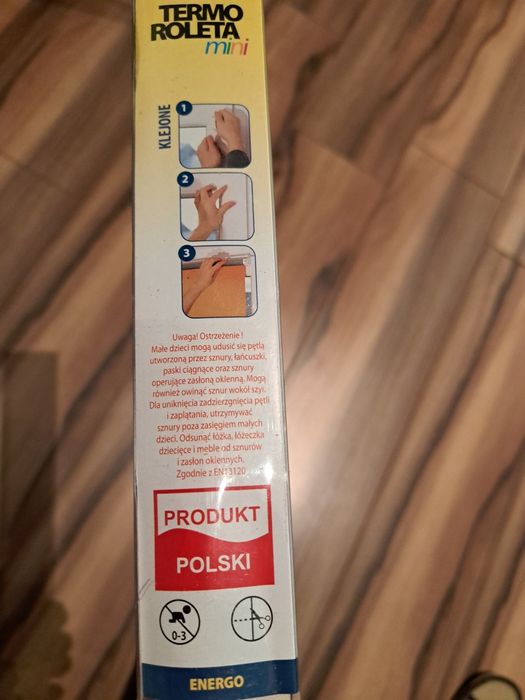 TERMO
ROLETA
mini
KLEJONE
1
2
3
Uwaga! Ostrzeżenie !
Małe dzieci mogą udusić się pętlą
utworzoną przez sznury, łańcuszki,
paski ciągnące oraz sznury
operujące zasłoną okienną. Mogą
również owinąć sznur wokół szyi.
Dla uniknięcia zadzierzgnięcia pętli
i zaplątania, utrzymywać
sznury poza zasięgiem małych
dzieci. Odsunąć łóżka, łóżeczka
dziecięce i meble od sznurów
i zasłon okiennych.
Zgodnie z EN13120
PRODUKT
POLSKI
0-3
ENERGO